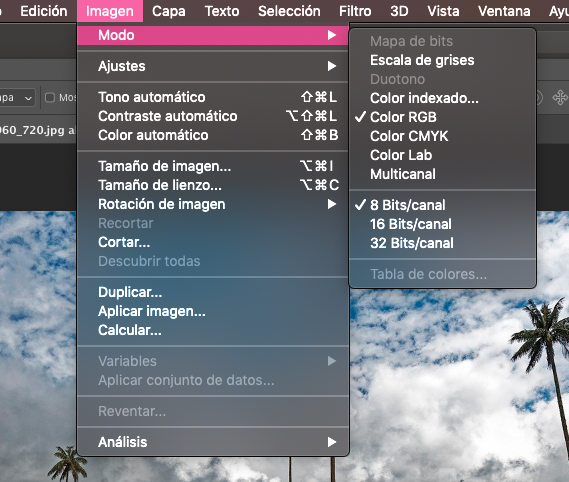 Edición Imagen Capa Texto Selección Filtro 3D Vista Ventana
Modo
Ajustes
Tono automático ⇧⌘L
Contraste automático ⌥⇧⌘L
Color automático ⇧⌘B
Tamaño de imagen... ⌥⌘I
Tamaño de lienzo... ⌥⌘C
Rotación de imagen
Recortar
Cortar...
Descubrir todas
Duplicar...
Aplicar imagen...
Calcular...
Variables
Aplicar conjunto de datos...
Reventar...
Análisis
Mapa de bits
Escala de grises
Duotono
Color indexado...
✓ Color RGB
Color CMYK
Color Lab
Multicanal
✓ 8 Bits/canal
16 Bits/canal
32 Bits/canal
Tabla de colores...
960_720.jpg